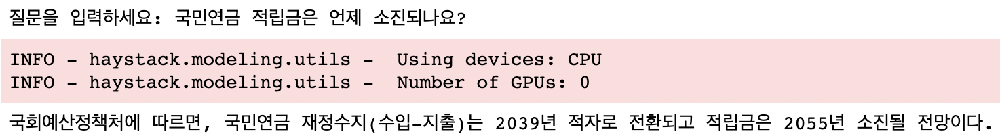 질문을 입력하세요: 국민연금 적립금은 언제 소진되나요?
INFO - haystack.modeling.utils -  Using devices: CPU
INFO - haystack.modeling.utils -  Number of GPUs: 0
국회예산정책처에 따르면, 국민연금 재정수지(수입-지출)는 2039년 적자로 전환되고 적립금은 2055년 소진될 전망이다.